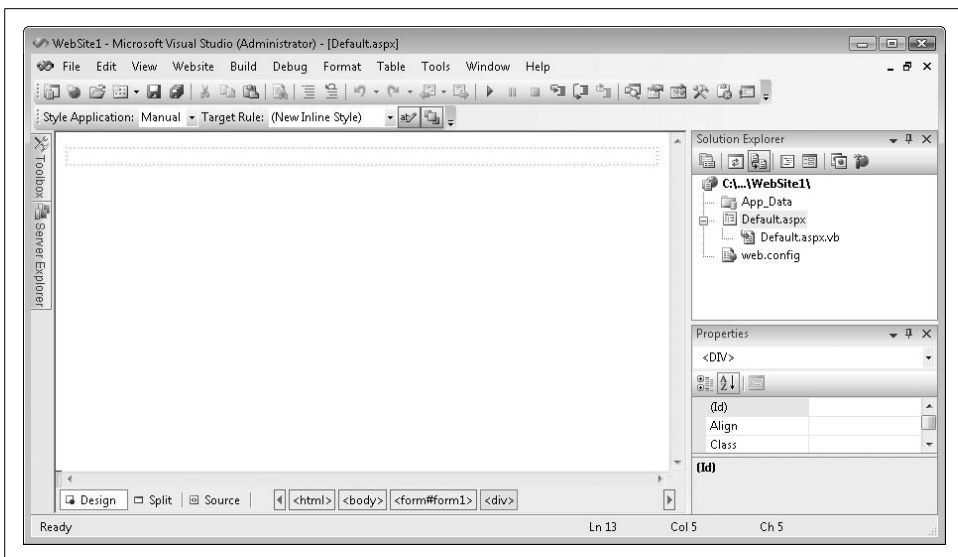 WebSite1 - Microsoft Visual Studio (Administrator) - [Default.aspx]
File Edit View Website Build Debug Format Table Tools Window Help
Style Application: Manual Target Rule: (New Inline Style)
Toolbox
Server Explorer
Solution Explorer
C:\...\WebSite1\
App_Data
Default.aspx
Default.aspx.vb
web.config
Properties
<DIV>
(Id)
Align
Class
(Id)
Design Split Source <html> <body> <form#form1> <div>
Ready Ln 13 Col 5 Ch 5